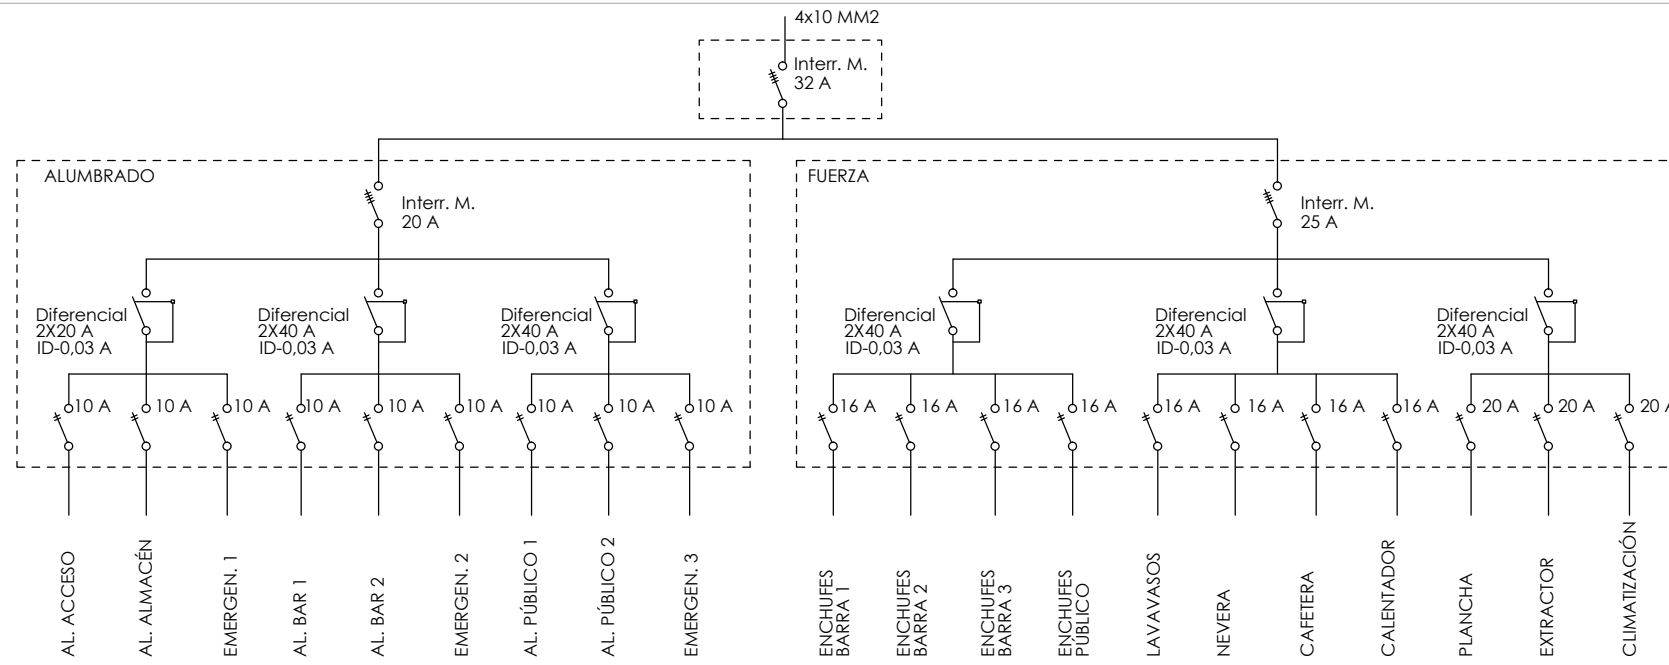 4x10 MM2
Interr. M.
32 A
ALUMBRADO
Interr. M.
20 A
FUERZA
Interr. M.
25 A
Diferencial
2X20 A
ID-0,03 A
Diferencial
2X40 A
ID-0,03 A
Diferencial
2X40 A
ID-0,03 A
Diferencial
2X40 A
ID-0,03 A
Diferencial
2X40 A
ID-0,03 A
Diferencial
2X40 A
ID-0,03 A
10 A
10 A
10 A
10 A
10 A
10 A
10 A
10 A
10 A
16 A
16 A
16 A
16 A
16 A
16 A
16 A
16 A
20 A
20 A
20 A
AL. ACCESO
AL. ALMACÉN
EMERGEN. 1
AL. BAR 1
AL. BAR 2
EMERGEN. 2
AL. PÚBLICO 1
AL. PÚBLICO 2
EMERGEN. 3
ENCHUFES
BARRA 1
ENCHUFES
BARRA 2
ENCHUFES
BARRA 3
ENCHUFES
PÚBLICO
LAVAVASOS
NEVERA
CAFETERA
CALENTADOR
PLANCHA
EXTRACTOR
CLIMATIZACIÓN